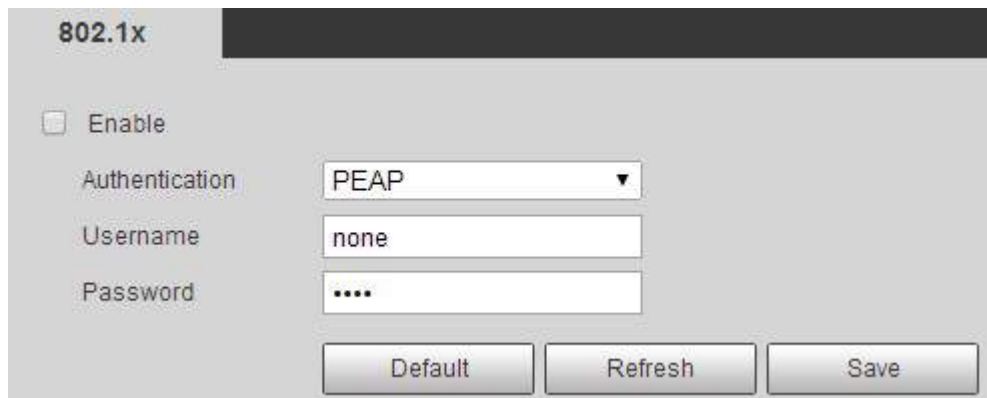 802.1x
Enable
Authentication PEAP
Username none
Password ••••
Default Refresh Save